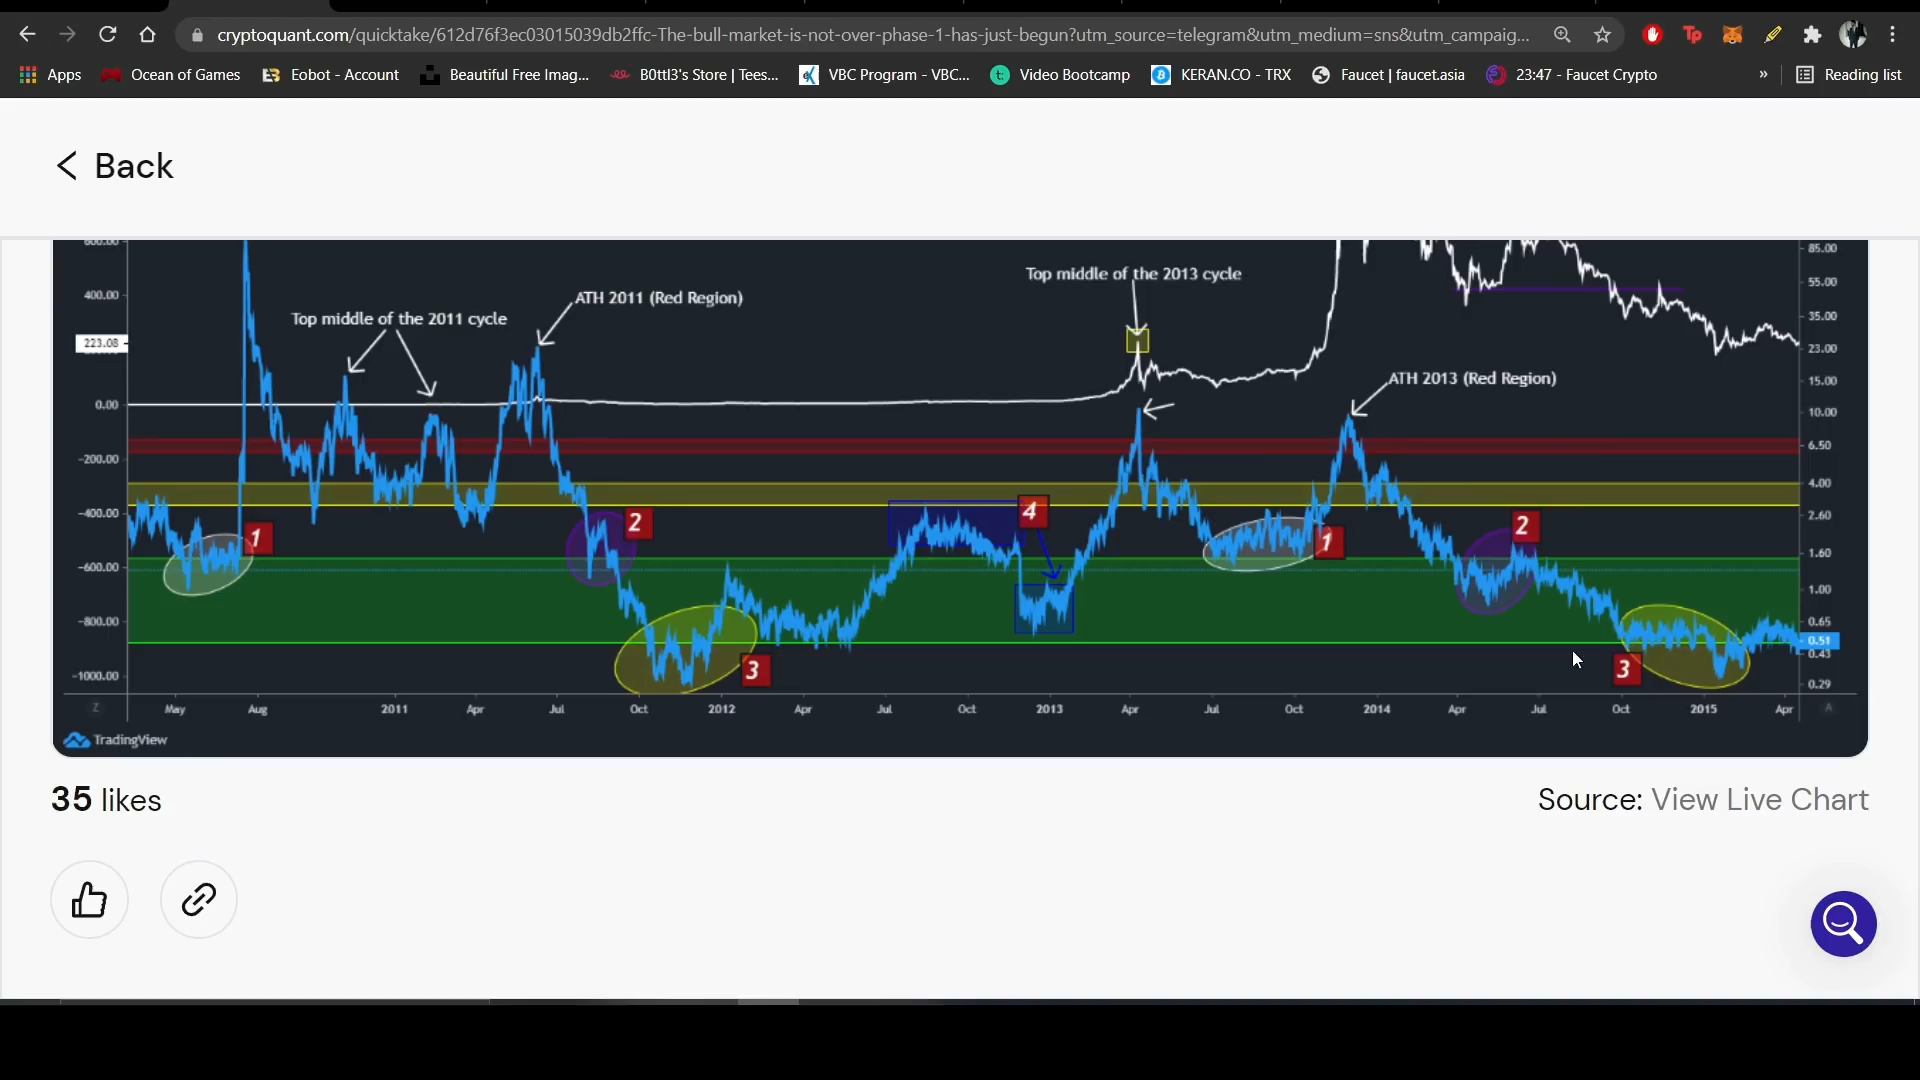 cryptoquant.com/quicktake/612d76f3ec03015039db2ffc-The-bull-market-is-not-over-phase-1-has-just-begun?utm_source=telegram&utm_medium=sns&utm_campaig...
Apps
Ocean of Games
Eobot - Account
Beautiful Free Imag...
B0ttl3's Store | Tees...
VBC Program - VBC...
Video Bootcamp
KERAN.CO - TRX
Faucet | faucet.asia
23:47 - Faucet Crypto
»
Reading list
Back
600.00
400.00
223.08
0.00
-200.00
-400.00
-600.00
-800.00
-1000.00
Top middle of the 2011 cycle
ATH 2011 (Red Region)
Top middle of the 2013 cycle
ATH 2013 (Red Region)
1
2
3
4
1
2
3
85.00
55.00
35.00
23.00
15.00
10.00
6.50
4.00
2.60
1.60
1.00
0.65
0.51
0.43
0.29
Z May Aug 2011 Apr Jul Oct 2012 Apr Jul Oct 2013 Apr Jul Oct 2014 Apr Jul Oct 2015 Apr A
TradingView
35 likes
Source: View Live Chart